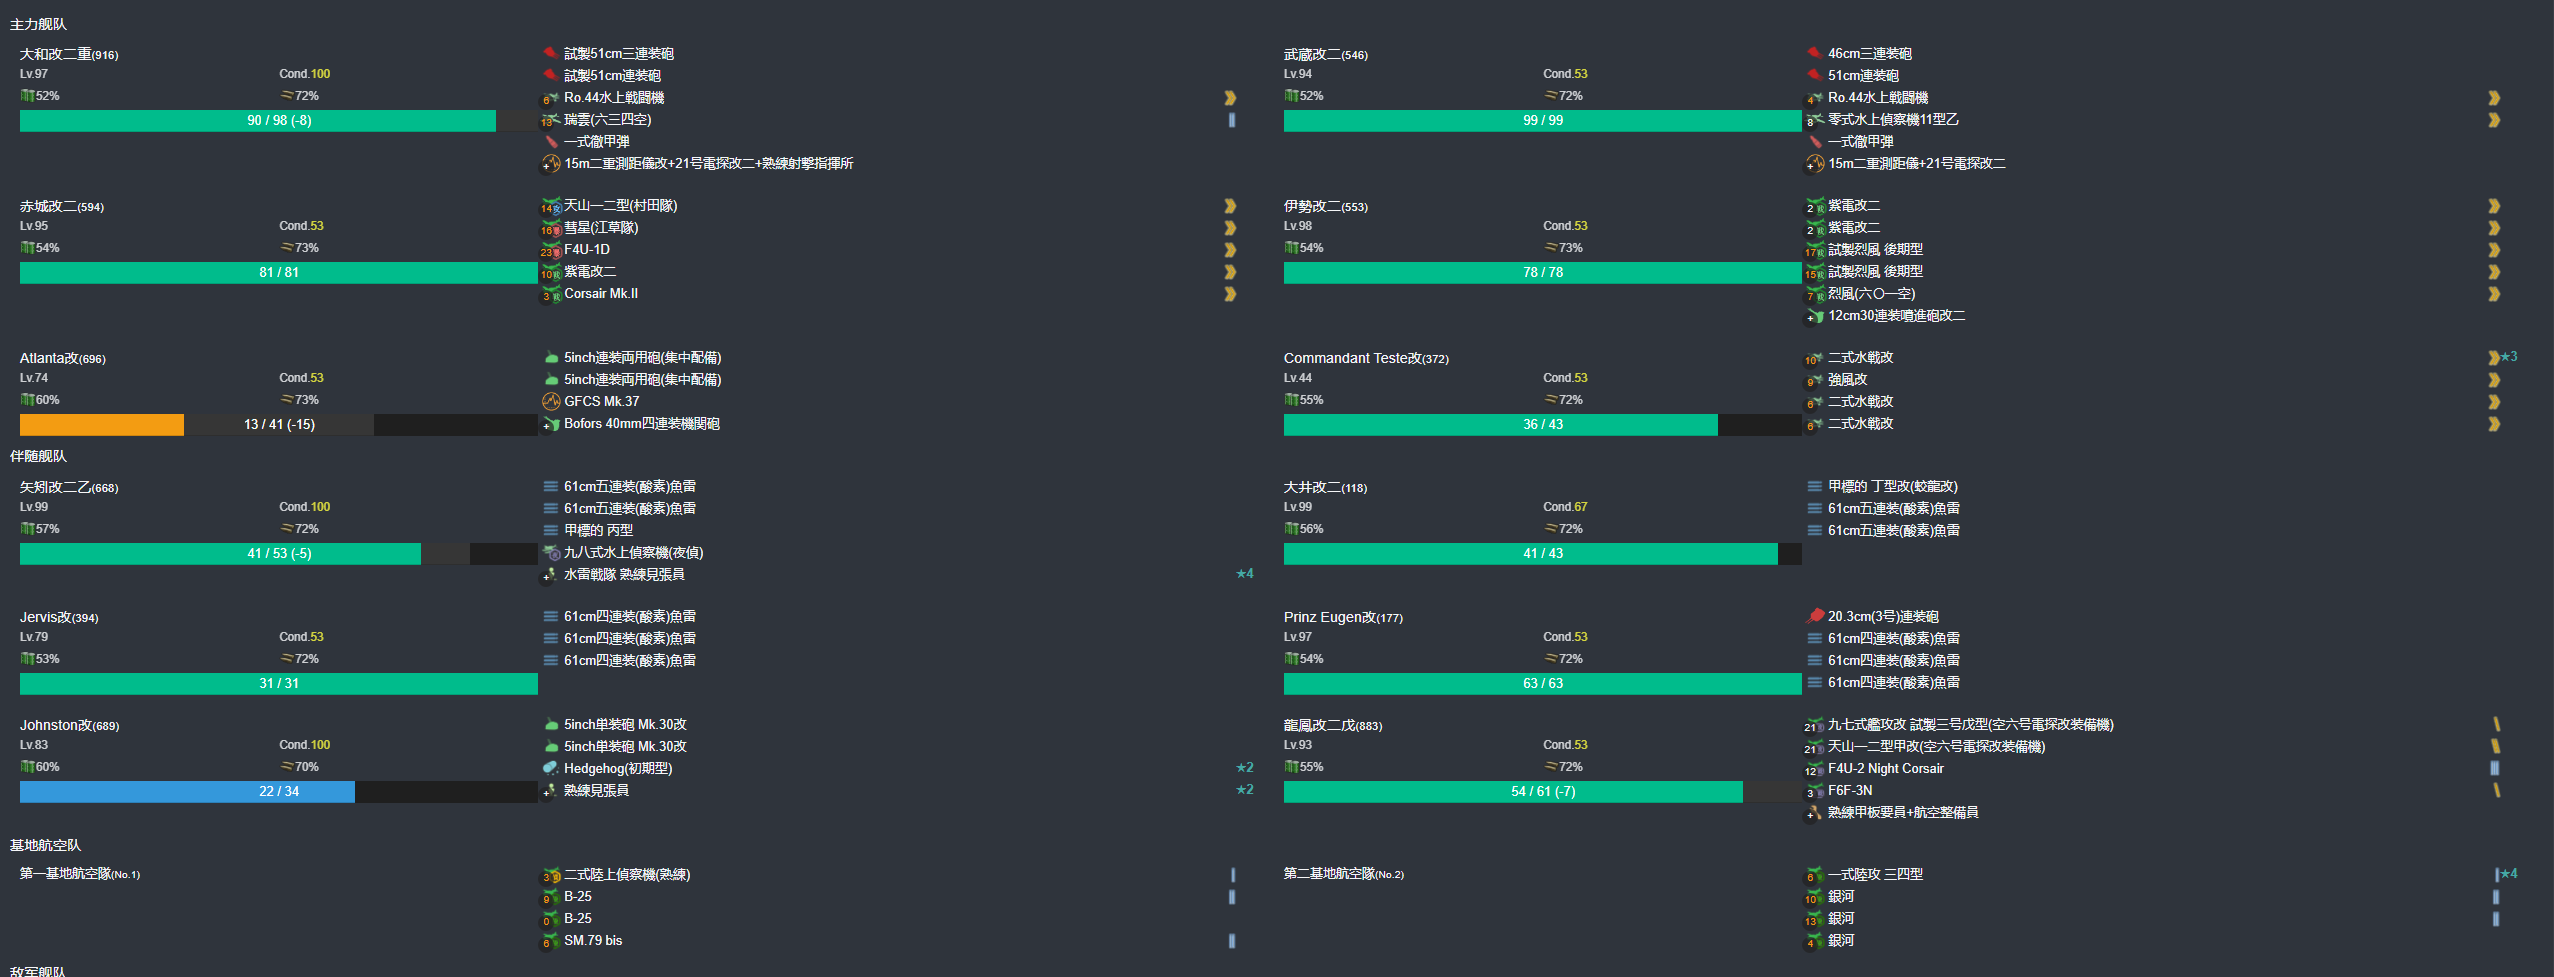 主力舰队
大和改二重(916)
Lv.97 Cond.100
52% 72%
90 / 98 (-8)
試製51cm三連装砲
試製51cm連装砲
6 Ro.44水上戦闘機
13 瑞雲(六三四空)
一式徹甲弾
15m二重測距儀改+21号電探改二+熟練射撃指揮所
武蔵改二(546)
Lv.94 Cond.53
52% 72%
99 / 99
46cm三連装砲
51cm連装砲
4 Ro.44水上戦闘機
8 零式水上偵察機11型乙
一式徹甲弾
15m二重測距儀+21号電探改二
赤城改二(594)
Lv.95 Cond.53
54% 73%
81 / 81
14 天山一二型(村田隊)
16 彗星(江草隊)
23 F4U-1D
10 紫電改二
3 Corsair Mk.II
伊勢改二(553)
Lv.98 Cond.53
54% 73%
78 / 78
2 紫電改二
2 紫電改二
17 試製烈風 後期型
15 試製烈風 後期型
7 烈風(六〇一空)
12cm30連装噴進砲改二
Atlanta改(696)
Lv.74 Cond.53
60% 73%
13 / 41 (-15)
5inch連装両用砲(集中配備)
5inch連装両用砲(集中配備)
GFCS Mk.37
Bofors 40mm四連装機関砲
Commandant Teste改(372)
Lv.44 Cond.53
55% 72%
36 / 43
10 二式水戦改 ★3
9 強風改
6 二式水戦改
6 二式水戦改
伴随舰队
矢矧改二乙(668)
Lv.99 Cond.100
57% 72%
41 / 53 (-5)
61cm五連装(酸素)魚雷
61cm五連装(酸素)魚雷
甲標的 丙型
九八式水上偵察機(夜偵)
水雷戦隊 熟練見張員 ★4
大井改二(118)
Lv.99 Cond.67
56% 72%
41 / 43
甲標的 丁型改(蛟龍改)
61cm五連装(酸素)魚雷
61cm五連装(酸素)魚雷
Jervis改(394)
Lv.79 Cond.53
53% 72%
31 / 31
61cm四連装(酸素)魚雷
61cm四連装(酸素)魚雷
61cm四連装(酸素)魚雷
Prinz Eugen改(177)
Lv.97 Cond.53
54% 72%
63 / 63
20.3cm(3号)連装砲
61cm四連装(酸素)魚雷
61cm四連装(酸素)魚雷
61cm四連装(酸素)魚雷
Johnston改(689)
Lv.83 Cond.100
60% 70%
22 / 34
5inch単装砲 Mk.30改
5inch単装砲 Mk.30改
Hedgehog(初期型) ★2
熟練見張員 ★2
龍鳳改二戊(883)
Lv.93 Cond.53
55% 72%
54 / 61 (-7)
21 九七式艦攻改 試製三号戊型(空六号電探改装備機)
21 天山一二型甲改(空六号電探改装備機)
12 F4U-2 Night Corsair
3 F6F-3N
熟練甲板要員+航空整備員
基地航空队
第一基地航空隊(No.1)
3 二式陸上偵察機(熟練)
9 B-25
0 B-25
6 SM.79 bis
第二基地航空隊(No.2)
6 一式陸攻 三四型 ★4
10 銀河
13 銀河
4 銀河
敌军舰队